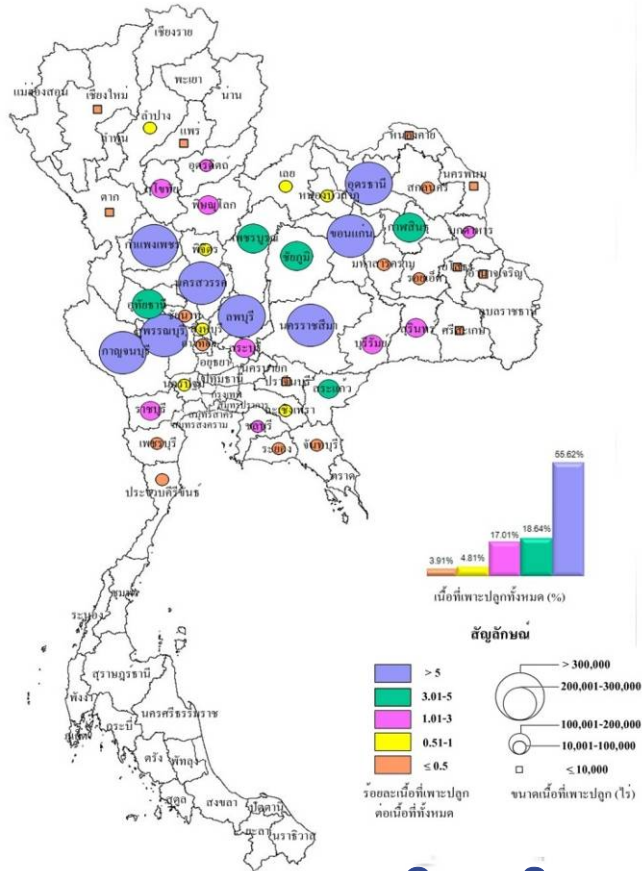 เชียงราย
แม่ฮ่องสอน
เชียงใหม่
พะเยา
น่าน
ลำปาง
ลำพูน
แพร่
อุตรดิตถ์
สุโขทัย
ตาก
พิษณุโลก
เลย
หนองคาย
อุดรธานี
หนองบัวลำภู
สกลนคร
นครพนม
กำแพงเพชร
พิจิตร
เพชรบูรณ์
ขอนแก่น
กาฬสินธุ์
มุกดาหาร
ชัยภูมิ
มหาสารคาม
ร้อยเอ็ด
ยโสธร
อำนาจเจริญ
นครสวรรค์
อุทัยธานี
ชัยนาท
ลพบุรี
นครราชสีมา
บุรีรัมย์
สุรินทร์
ศรีสะเกษ
อุบลราชธานี
สุพรรณบุรี
สิงห์บุรี
อ่างทอง
สระบุรี
กาญจนบุรี
อยุธยา
นครนายก
ปทุมธานี
ปราจีนบุรี
นครปฐม
กรุงเทพ
สระแก้ว
สมุทรปราการ
ฉะเชิงเทรา
ราชบุรี
สมุทรสาคร
สมุทรสงคราม
ชลบุรี
เพชรบุรี
ระยอง
จันทบุรี
ตราด
ประจวบคีรีขันธ์
ชุมพร
ระนอง
สุราษฎร์ธานี
พังงา
นครศรีธรรมราช
กระบี่
ภูเก็ต
ตรัง
พัทลุง
สตูล
สงขลา
ปัตตานี
ยะลา
นราธิวาส
55.62%
18.64%
17.01%
4.81%
3.91%
เนื้อที่เพาะปลูกทั้งหมด (%)
สัญลักษณ์
> 5
3.01-5
1.01-3
0.51-1
≤ 0.5
ร้อยละเนื้อที่เพาะปลูก
ต่อเนื้อที่ทั้งหมด
> 300,000
200,001-300,000
100,001-200,000
10,001-100,000
≤ 10,000
ขนาดเนื้อที่เพาะปลูก (ไร่)